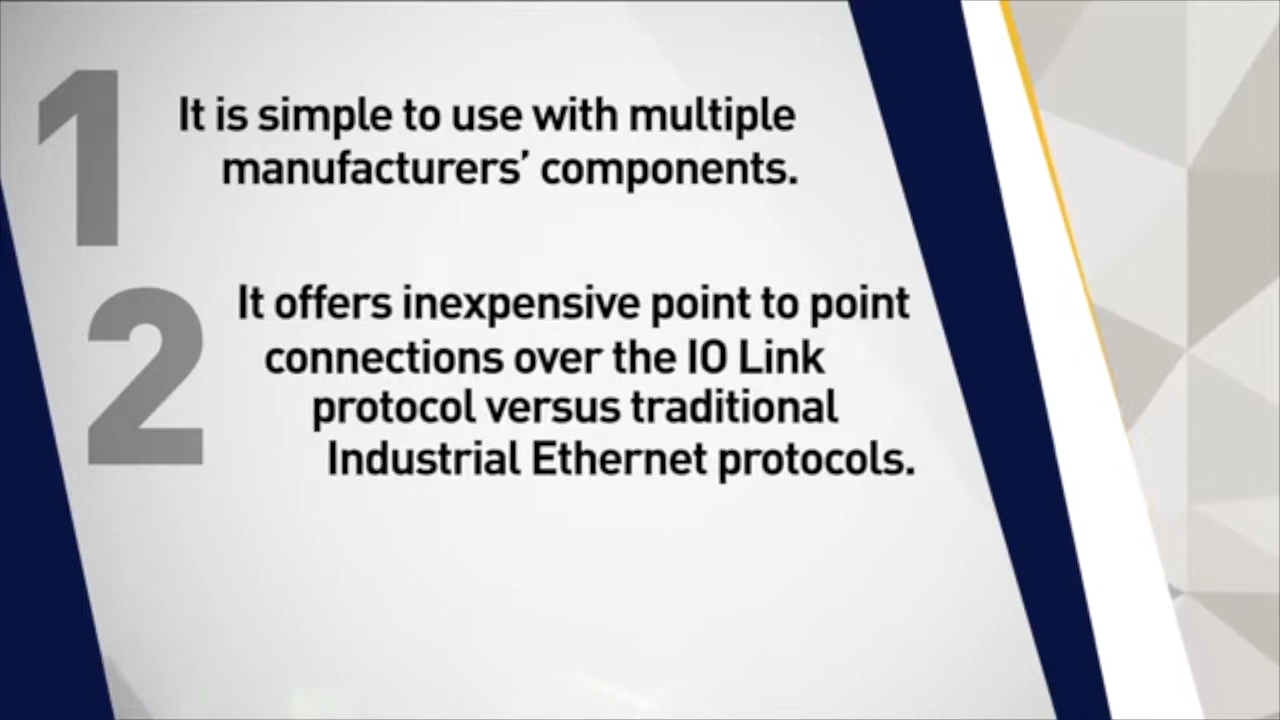 1
It is simple to use with multiple
manufacturers’ components.
2
It offers inexpensive point to point
connections over the IO Link
protocol versus traditional
Industrial Ethernet protocols.